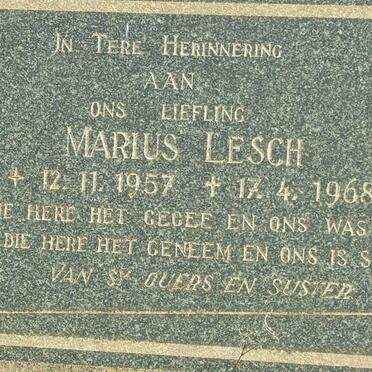 In Tere Herinnering
AAN
ONS LIEFLING
MARIUS LESCH
+ 12. 11. 1957 + 17. 4. 1968
HERE HET GEGEE EN ONS WAS
DIE HERE HET GENEEM EN ONS IS S
VAN SY OUERS EN SUSTER